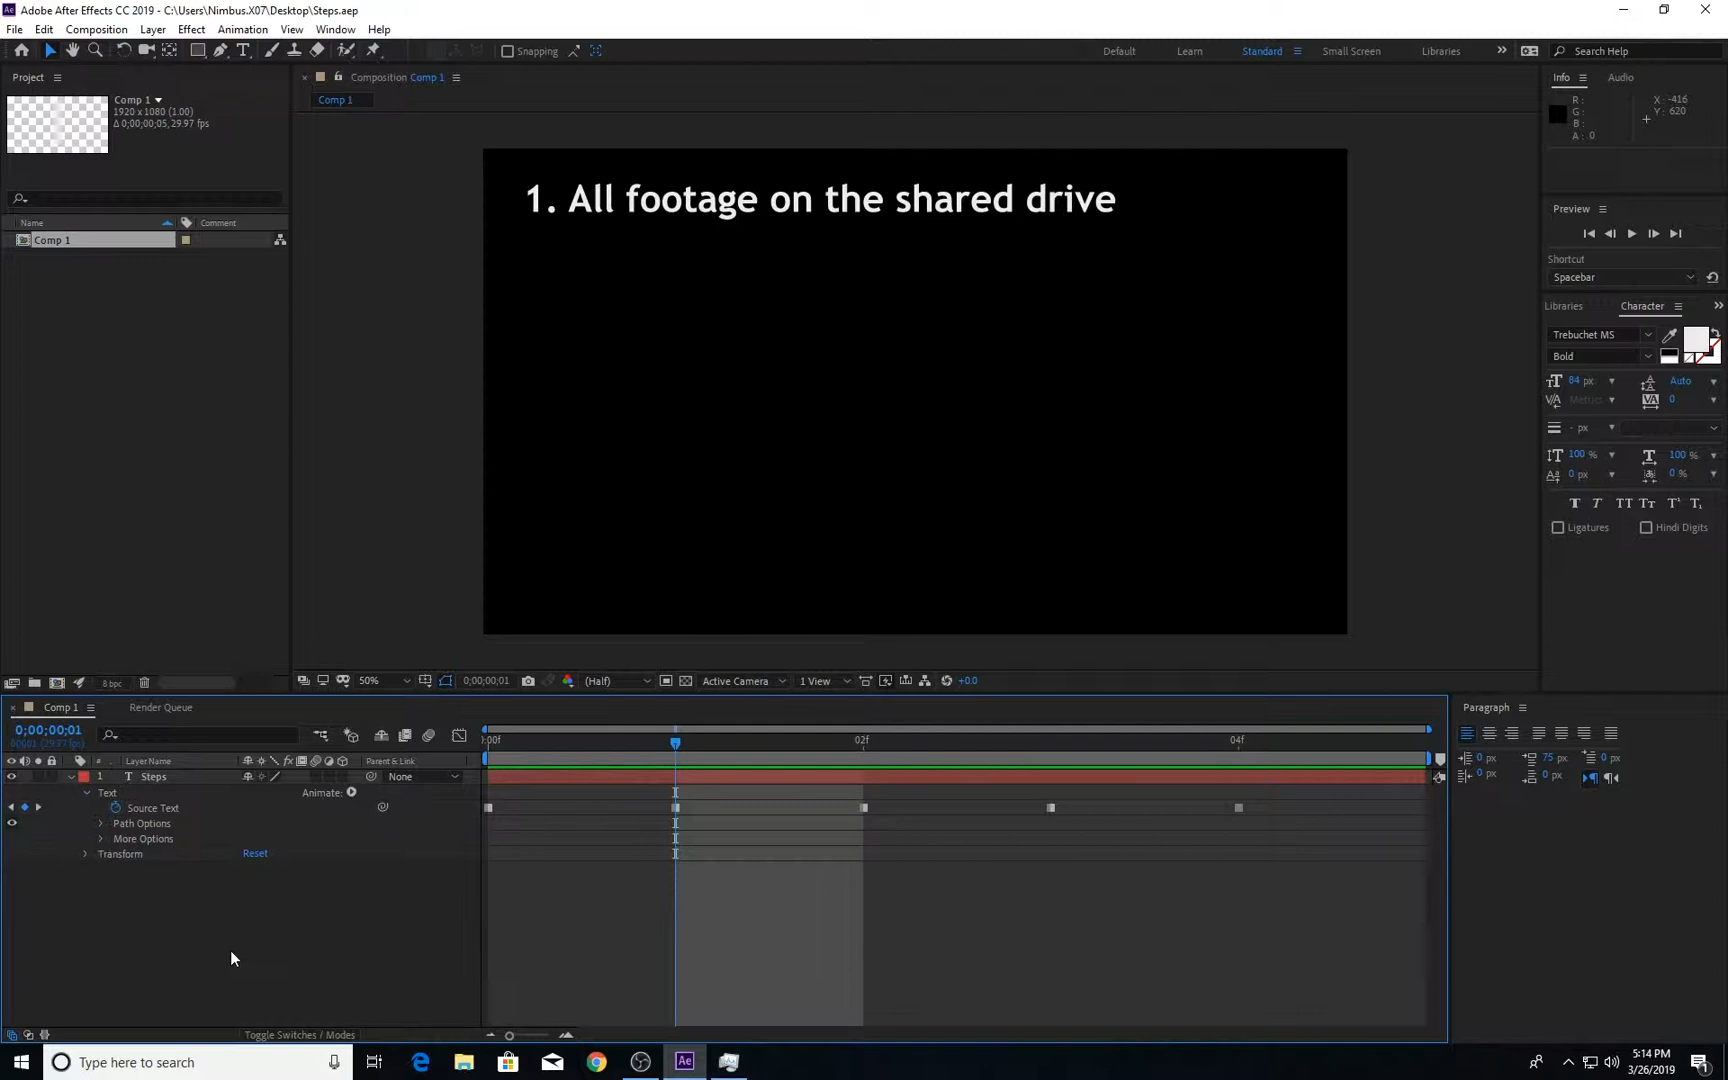 Adobe After Effects CC 2019 - C:\Users\Nimbus.X07\Desktop\Steps.aep
File Edit Composition Layer Effect Animation View Window Help
Snapping
Default Learn Standard Small Screen Libraries Search Help
Project
Composition Comp 1
Info Audio
Comp 1
1920 x 1080 (1.00)
Δ 0;00;00;05, 29.97 fps
Comp 1
R :
G :
B :
A : 0
X : -416
Y : 620
1. All footage on the shared drive
Preview
Name Comment
Comp 1
Shortcut
Spacebar
Libraries Character
Trebuchet MS
Bold
84 px Auto
Metrics 0
- px
100 % 100 %
0 px 0 %
Ligatures Hindi Digits
8 bpc 50% 0;00;00;01 (Half) Active Camera 1 View +0.0
Comp 1 Render Queue
Paragraph
0;00;00;01
00001 (29.97 fps)
:00f 02f 04f
# Layer Name Parent & Link
0 px 75 px 0 px
0 px 0 px
1 T Steps None
Text Animate:
Source Text
Path Options
More Options
Transform Reset
Toggle Switches / Modes
Type here to search
5:14 PM
3/26/2019